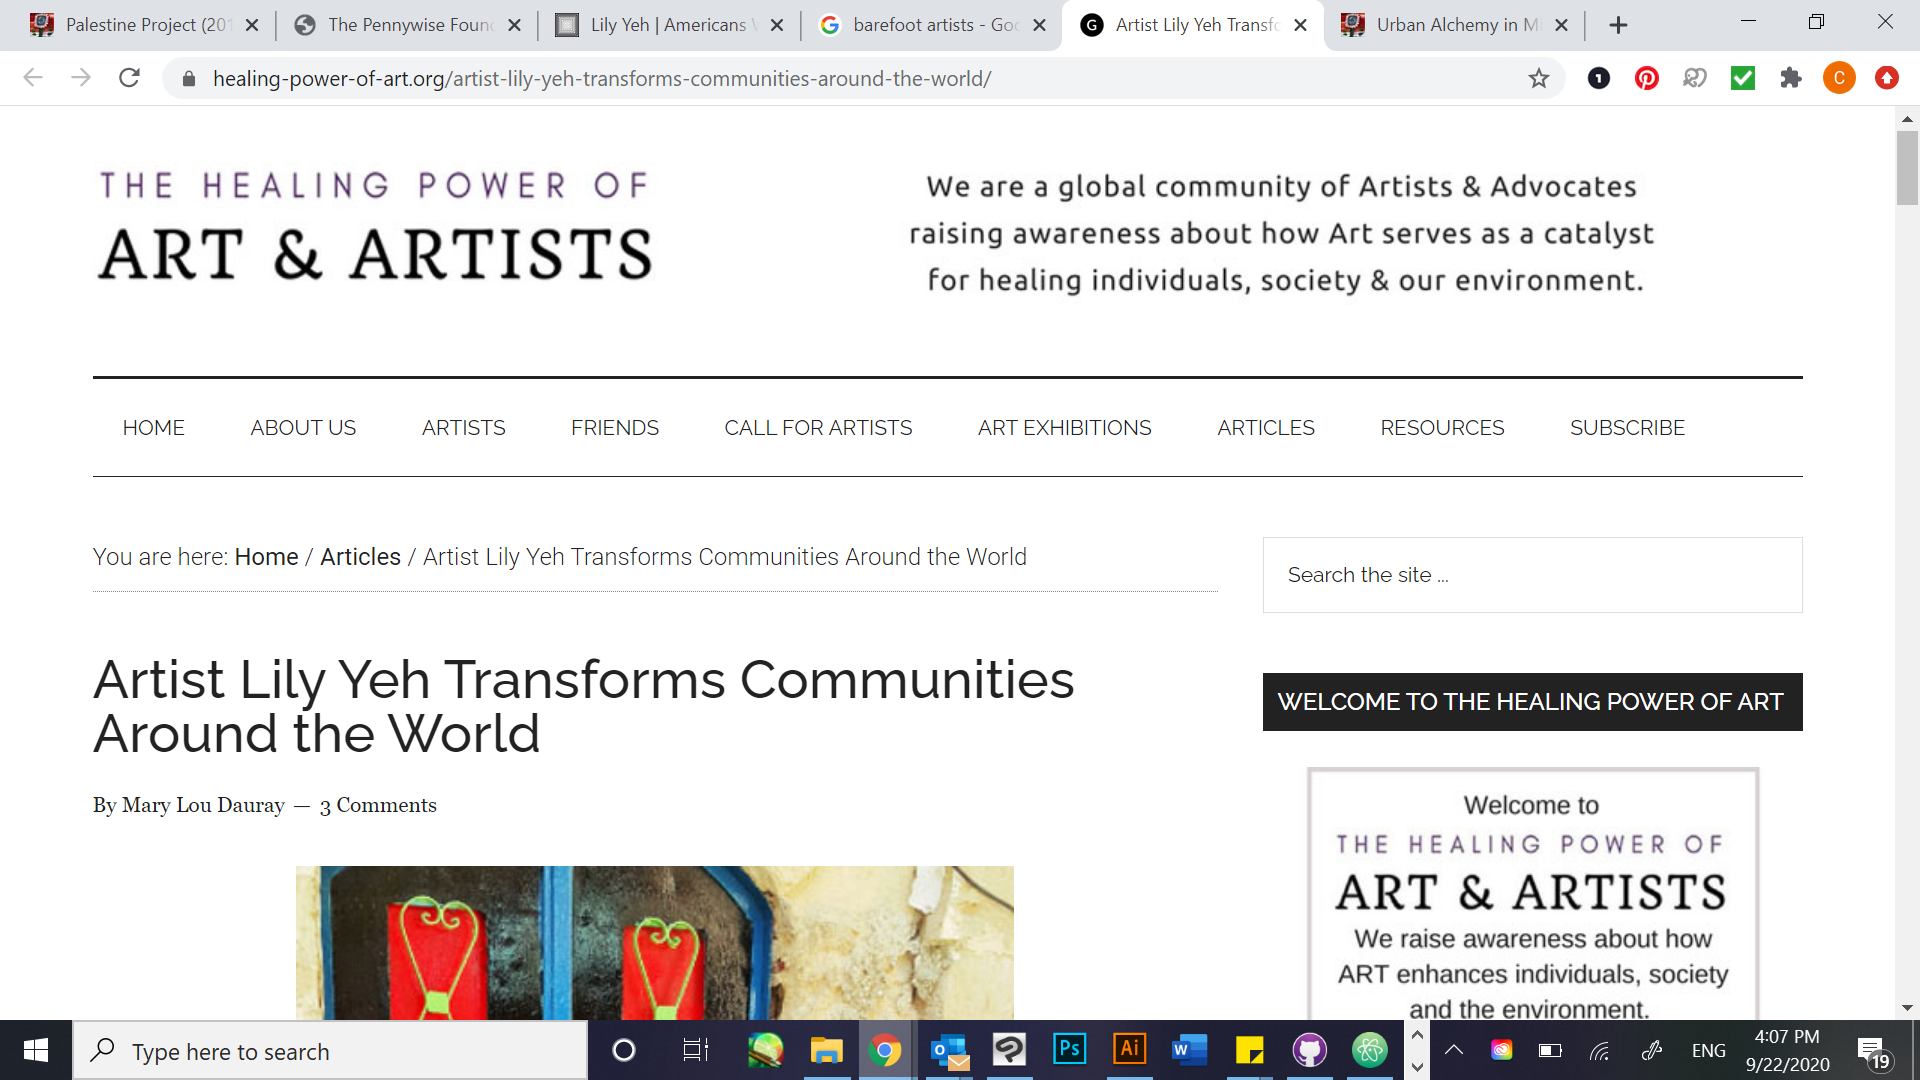 Palestine Project (201
The Pennywise Foun
Lily Yeh | Americans
barefoot artists - Goo
G
Artist Lily Yeh Transfo
Urban Alchemy in Mi
healing-power-of-art.org/artist-lily-yeh-transforms-communities-around-the-world/
1
C
THE HEALING POWER OF
ART & ARTISTS
We are a global community of Artists & Advocates
raising awareness about how Art serves as a catalyst
for healing individuals, society & our environment.
HOME ABOUT US ARTISTS FRIENDS CALL FOR ARTISTS ART EXHIBITIONS ARTICLES RESOURCES SUBSCRIBE
You are here: Home / Articles / Artist Lily Yeh Transforms Communities Around the World
Search the site ...
Artist Lily Yeh Transforms Communities
Around the World
By Mary Lou Dauray — 3 Comments
WELCOME TO THE HEALING POWER OF ART
Welcome to
THE HEALING POWER OF
ART & ARTISTS
We raise awareness about how
ART enhances individuals, society
and the environment.
Type here to search
Ps
Ai
W
ENG
4:07 PM
9/22/2020
19